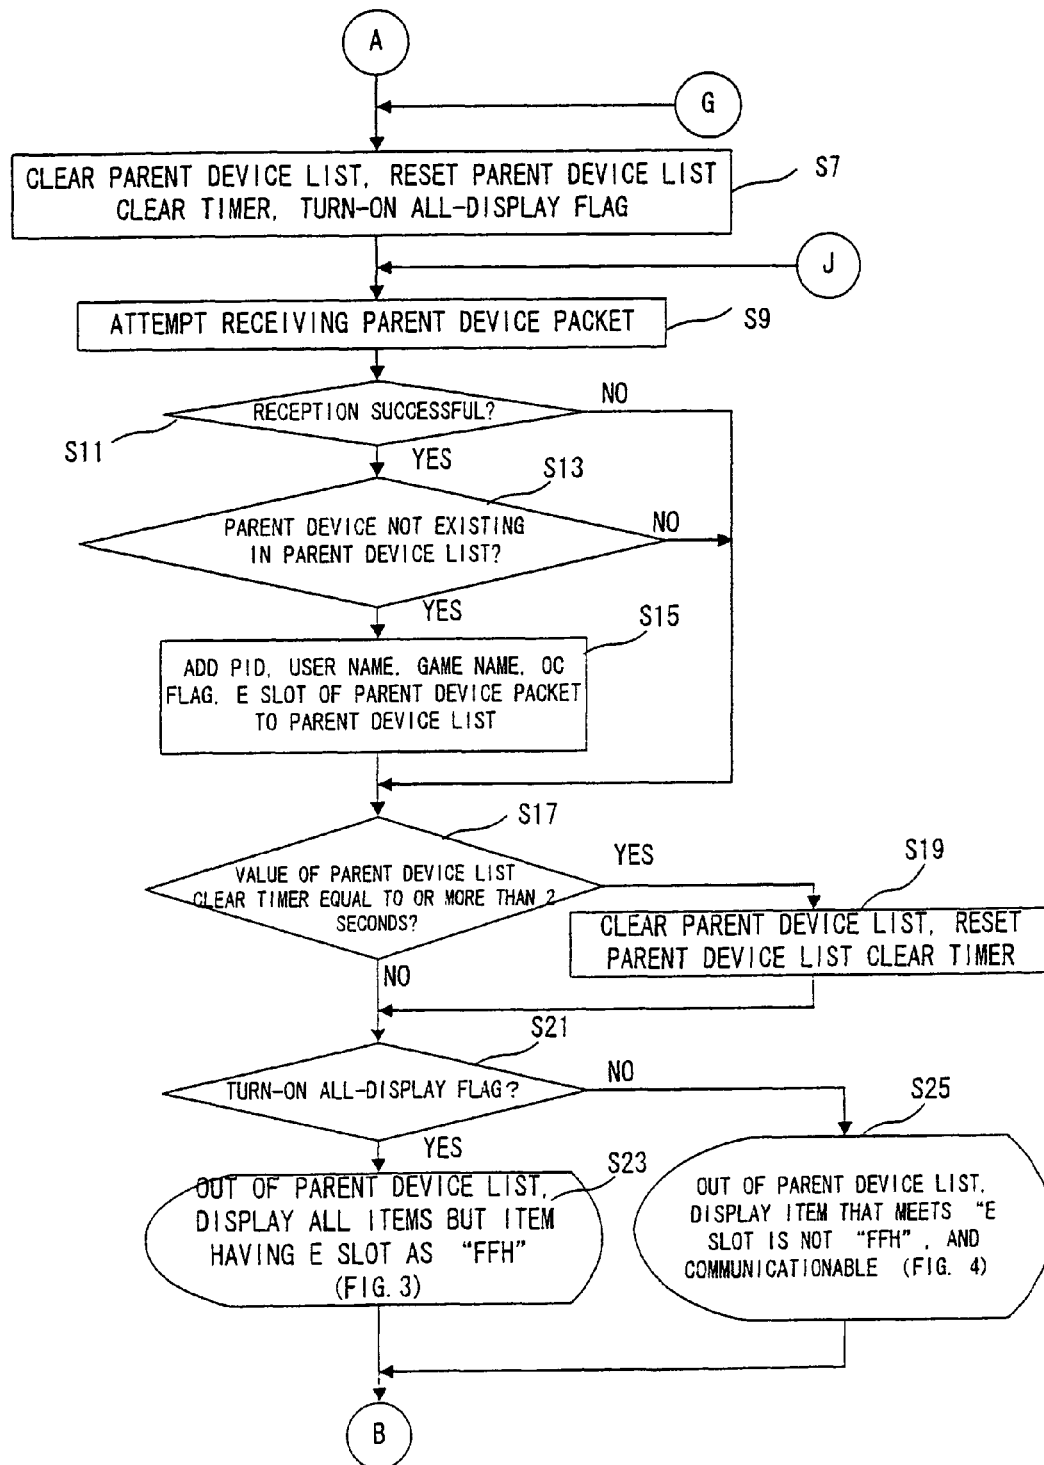 A
G
CLEAR PARENT DEVICE LIST, RESET PARENT DEVICE LIST
CLEAR TIMER, TURN-ON ALL-DISPLAY FLAG
S7
J
ATTEMPT RECEIVING PARENT DEVICE PACKET
S9
RECEPTION SUCCESSFUL?
NO
S11
YES
S13
PARENT DEVICE NOT EXISTING
IN PARENT DEVICE LIST?
NO
YES
S15
ADD PID, USER NAME, GAME NAME, OC
FLAG, E SLOT OF PARENT DEVICE PACKET
TO PARENT DEVICE LIST
S17
VALUE OF PARENT DEVICE LIST
CLEAR TIMER EQUAL TO OR MORE THAN 2
SECONDS?
YES
S19
CLEAR PARENT DEVICE LIST, RESET
PARENT DEVICE LIST CLEAR TIMER
NO
S21
TURN-ON ALL-DISPLAY FLAG?
NO
YES
S25
S23
OUT OF PARENT DEVICE LIST,
DISPLAY ALL ITEMS BUT ITEM
HAVING E SLOT AS "FFH"
(FIG. 3)
OUT OF PARENT DEVICE LIST,
DISPLAY ITEM THAT MEETS "E
SLOT IS NOT "FFH", AND
COMMUNICATIONABLE (FIG. 4)
B